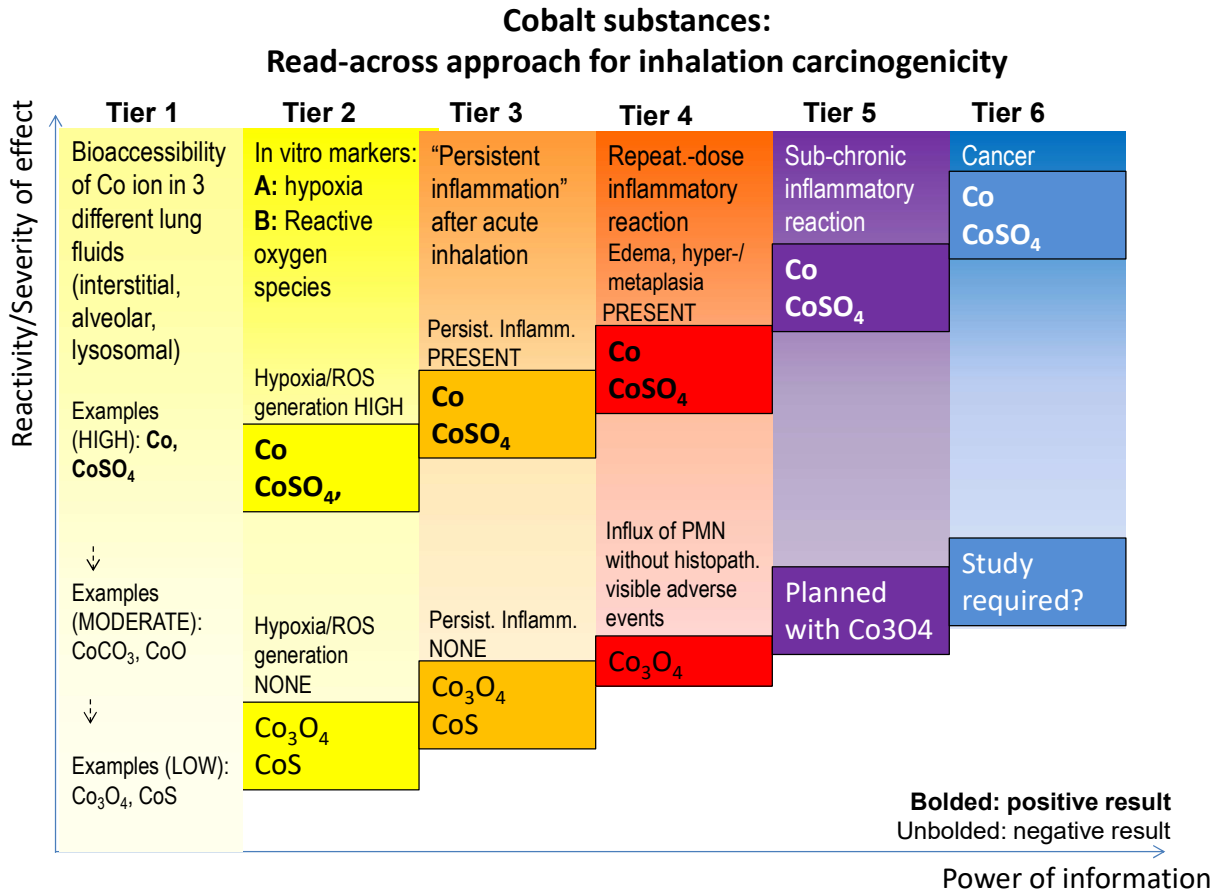 Cobalt substances:
Read-across approach for inhalation carcinogenicity
Reactivity/Severity of effect
Tier 1
Bioaccessibility
of Co ion in 3
different lung
fluids
(interstitial,
alveolar,
lysosomal)
Examples
(HIGH): Co,
CoSO₄
Examples
(MODERATE):
CoCO₃, CoO
Examples (LOW):
Co₃O₄, CoS
Tier 2
In vitro markers:
A: hypoxia
B: Reactive
oxygen
species
Hypoxia/ROS
generation HIGH
Co
CoSO₄,
Hypoxia/ROS
generation
NONE
Co₃O₄
CoS
Tier 3
“Persistent
inflammation”
after acute
inhalation
Persist. Inflamm.
PRESENT
Co
CoSO₄
Persist. Inflamm.
NONE
Co₃O₄
CoS
Tier 4
Repeat.-dose
inflammatory
reaction
Edema, hyper-/
metaplasia
PRESENT
Co
CoSO₄
Influx of PMN
without histopath.
visible adverse
events
Co₃O₄
Tier 5
Sub-chronic
inflammatory
reaction
Co
CoSO₄
Planned
with Co3O4
Tier 6
Cancer
Co
CoSO₄
Study
required?
Bolded: positive result
Unbolded: negative result
Power of information